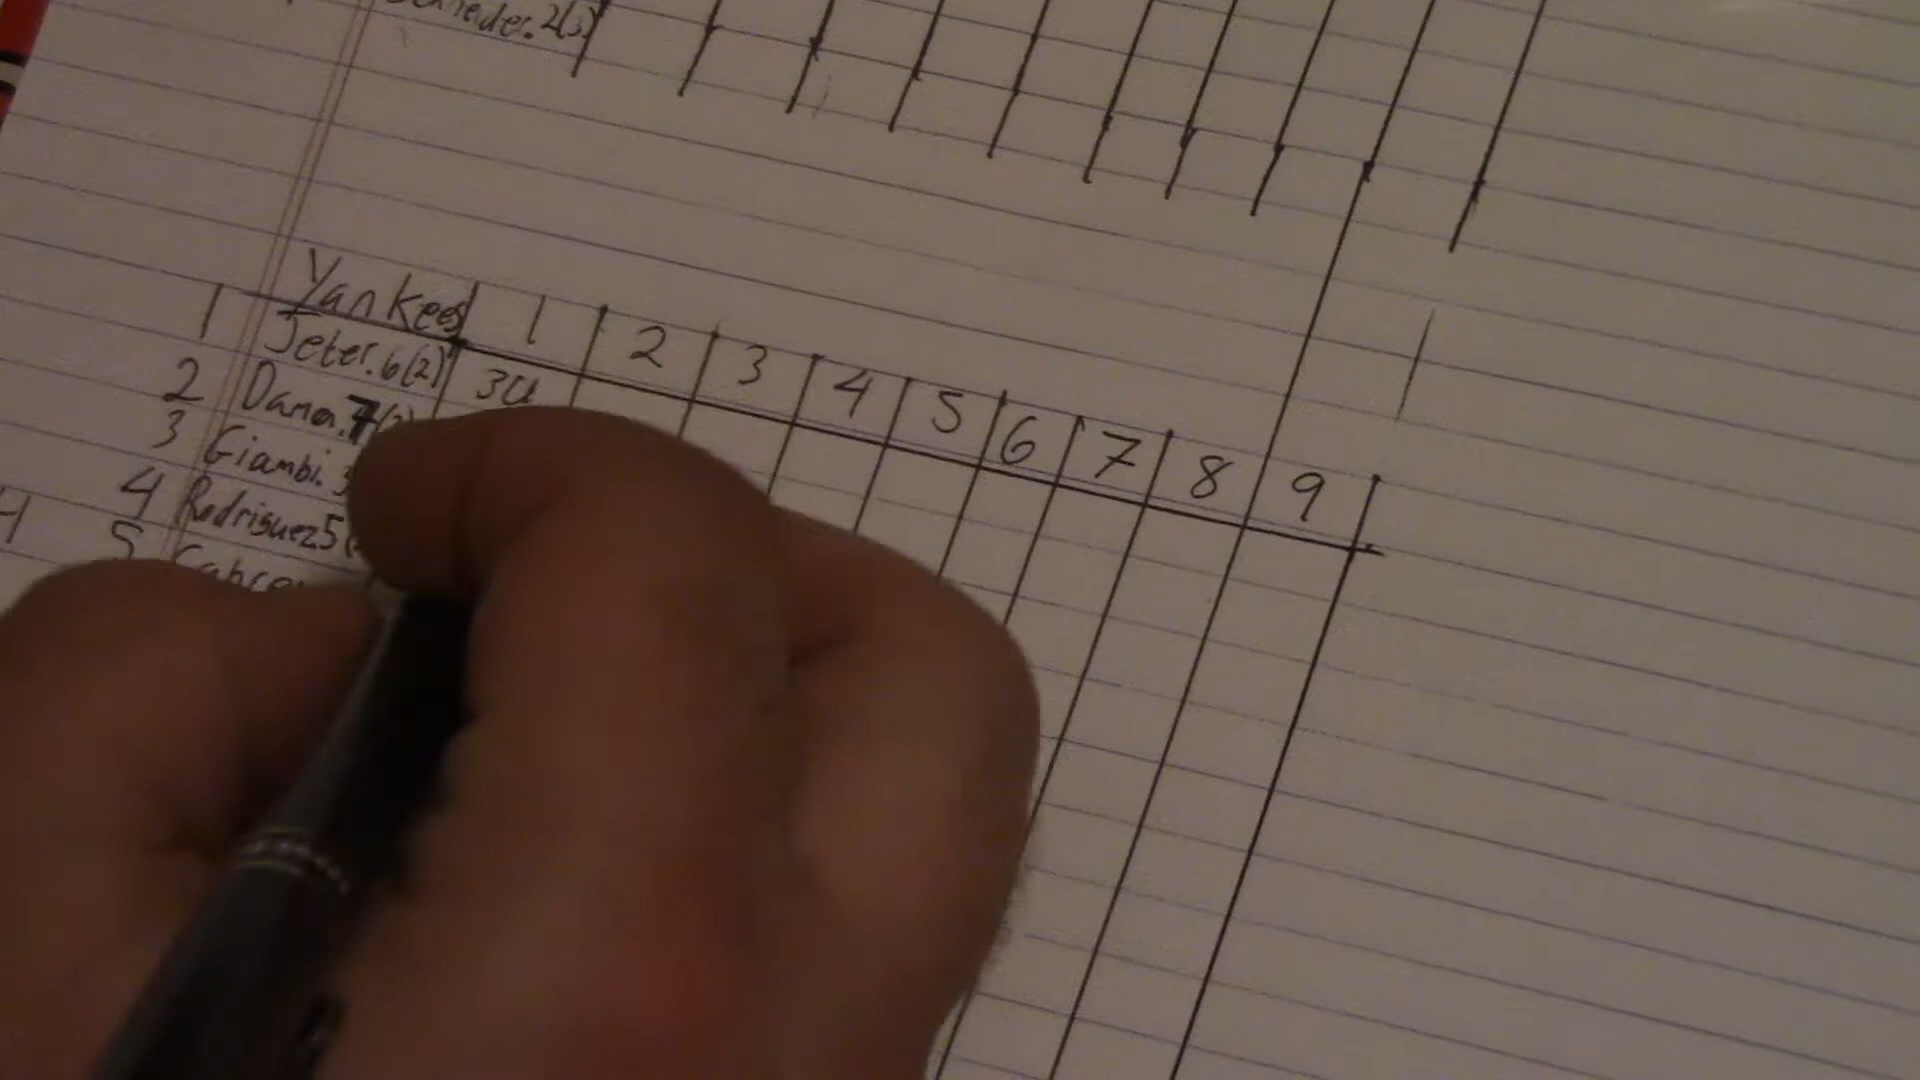 2(3)
Yankees 1 2 3 4 5 6 7 8 9
1 Jeter.6(2) 3U
2 Damon.7
3 Giambi. 3
4 Rodriguez5
5